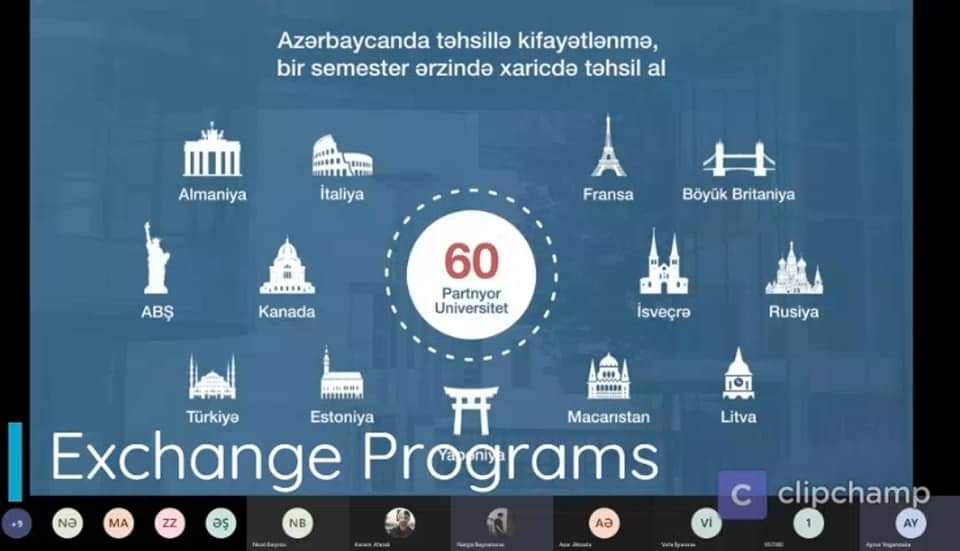 Azərbaycanda təhsillə kifayətlənmə,
bir semester ərzində xaricdə təhsil al
Almaniya
İtaliya
Fransa
Böyük Britaniya
60
Partnyor
Universitet
ABŞ
Kanada
İsveçrə
Rusiya
Türkiyə
Estoniya
Macarıstan
Litva
Yaponiya
Exchange Programs
C clipchamp
+9
NƏ
MA
ZZ
ƏŞ
NB
AƏ
Vİ
1
AY